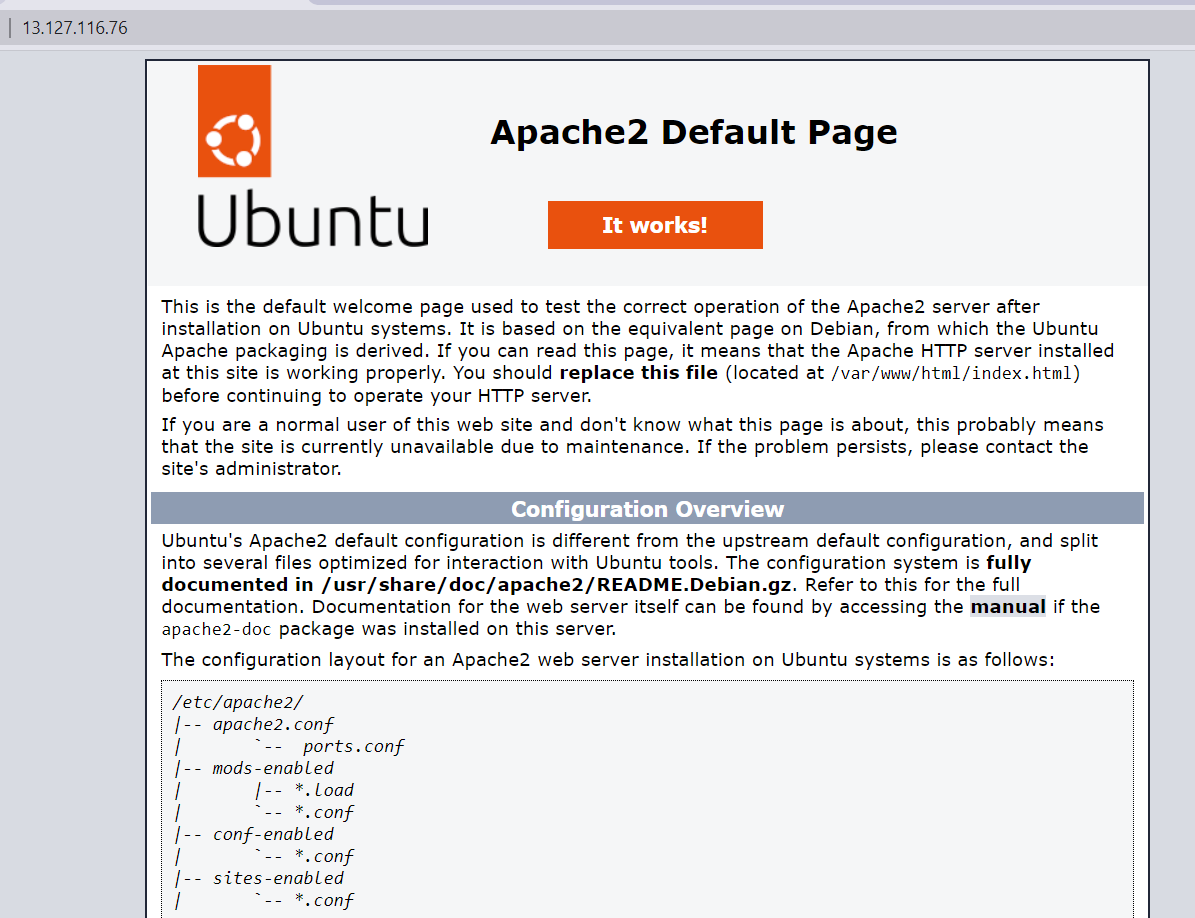 13.127.116.76
Apache2 Default Page
Ubuntu
It works!
This is the default welcome page used to test the correct operation of the Apache2 server after
installation on Ubuntu systems. It is based on the equivalent page on Debian, from which the Ubuntu
Apache packaging is derived. If you can read this page, it means that the Apache HTTP server installed
at this site is working properly. You should replace this file (located at /var/www/html/index.html)
before continuing to operate your HTTP server.
If you are a normal user of this web site and don't know what this page is about, this probably means
that the site is currently unavailable due to maintenance. If the problem persists, please contact the
site's administrator.
Configuration Overview
Ubuntu's Apache2 default configuration is different from the upstream default configuration, and split
into several files optimized for interaction with Ubuntu tools. The configuration system is fully
documented in /usr/share/doc/apache2/README.Debian.gz. Refer to this for the full
documentation. Documentation for the web server itself can be found by accessing the manual if the
apache2-doc package was installed on this server.
The configuration layout for an Apache2 web server installation on Ubuntu systems is as follows:
/etc/apache2/
|-- apache2.conf
|       `--  ports.conf
|-- mods-enabled
|       |-- *.load
|       `-- *.conf
|-- conf-enabled
|       `-- *.conf
|-- sites-enabled
|       `-- *.conf